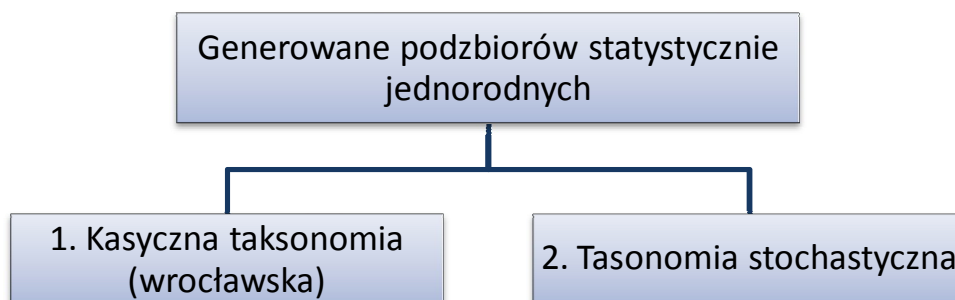 Generowane podzbiorów statystycznie
jednorodnych
1. Kasyczna taksonomia
(wrocławska)
2. Tasonomia stochastyczna